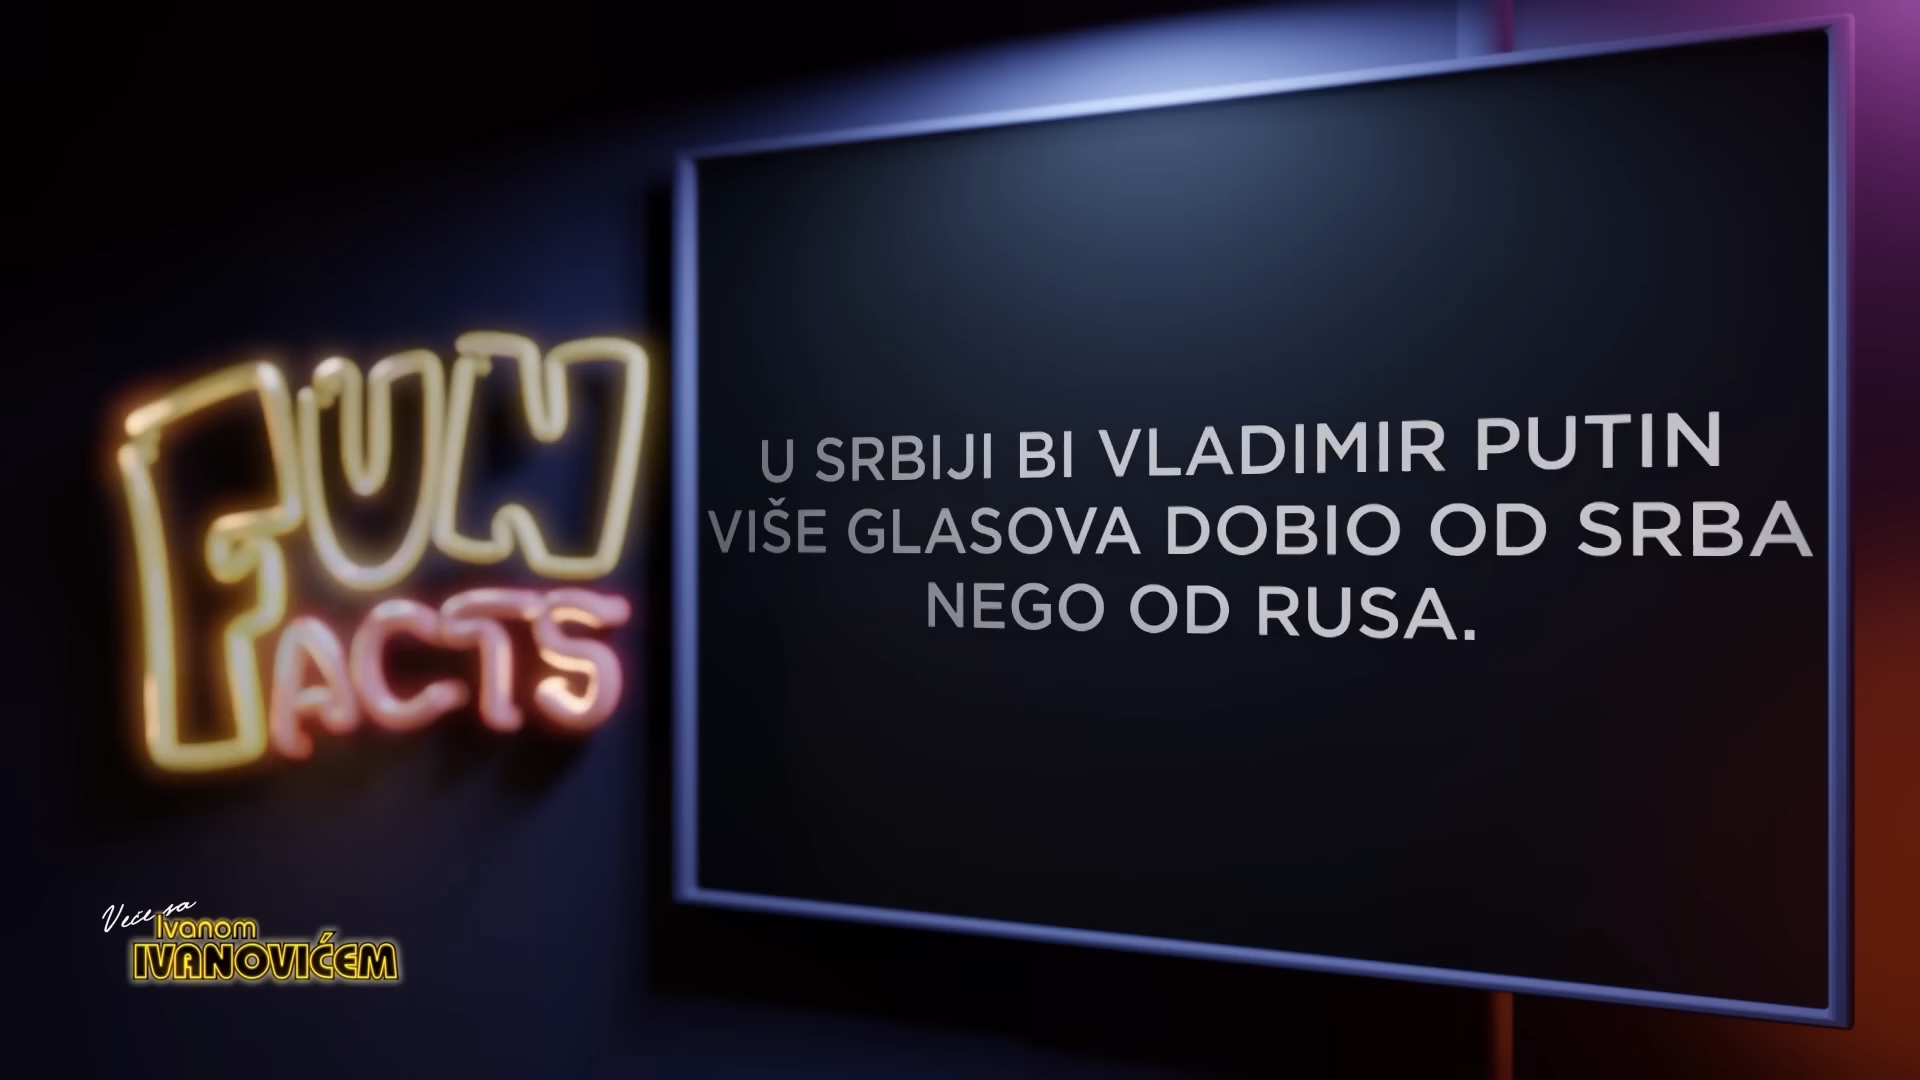 FUN
FACTS
U SRBIJI BI VLADIMIR PUTIN
VIŠE GLASOVA DOBIO OD SRBA
NEGO OD RUSA.
Veče sa
Ivanom
IVANOVIĆEM